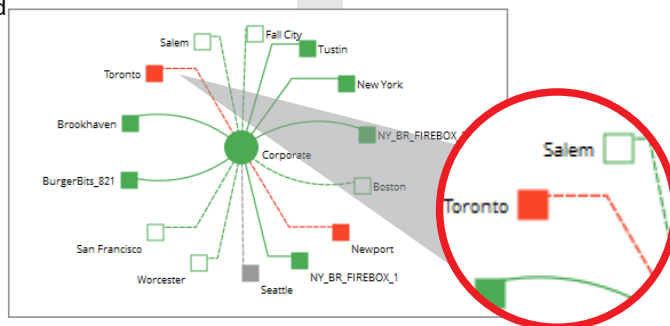 d
Fall City
Salem
Tustin
Toronto
New York
Brookhaven
NY_BR_FIREBOX_
Corporate
BurgerBits_821
Boston
San Francisco
Newport
Worcester
NY_BR_FIREBOX_1
Seattle
Salem
Toronto